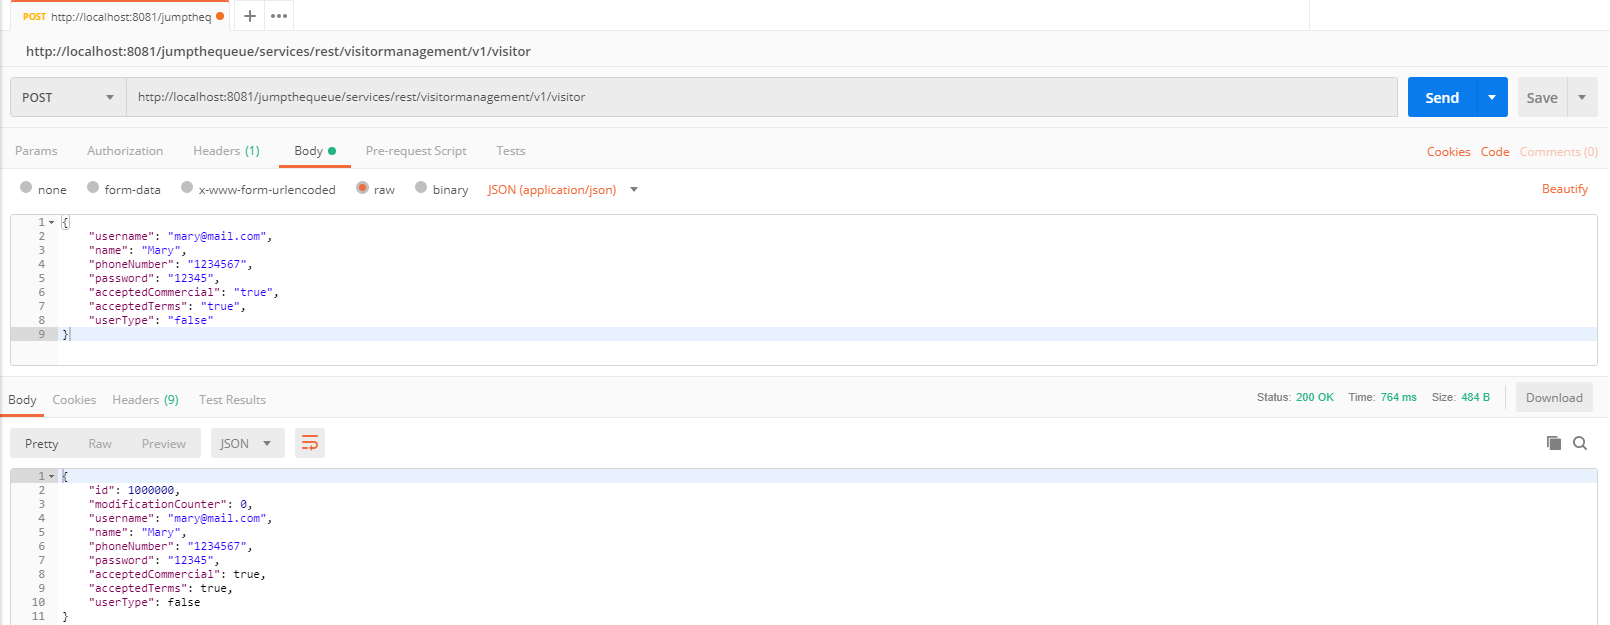 POST http://localhost:8081/jumptheq
http://localhost:8081/jumpthequeue/services/rest/visitormanagement/v1/visitor
POST http://localhost:8081/jumpthequeue/services/rest/visitormanagement/v1/visitor Send Save
Params Authorization Headers (1) Body Pre-request Script Tests Cookies Code Comments (0)
none form-data x-www-form-urlencoded raw binary JSON (application/json) Beautify
1 {
2 "username": "mary@mail.com",
3 "name": "Mary",
4 "phoneNumber": "1234567",
5 "password": "12345",
6 "acceptedCommercial": "true",
7 "acceptedTerms": "true",
8 "userType": "false"
9 }
Body Cookies Headers (9) Test Results Status: 200 OK Time: 764 ms Size: 484 B Download
Pretty Raw Preview JSON
1 {
2 "id": 1000000,
3 "modificationCounter": 0,
4 "username": "mary@mail.com",
5 "name": "Mary",
6 "phoneNumber": "1234567",
7 "password": "12345",
8 "acceptedCommercial": true,
9 "acceptedTerms": true,
10 "userType": false
11 }